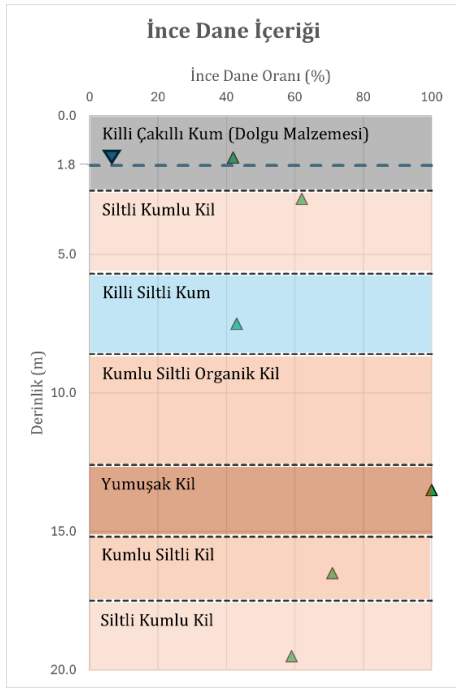 İnce Dane İçeriği
İnce Dane Oranı (%)
0 20 40 60 80 100
0.0
Killi Çakıllı Kum (Dolgu Malzemesi)
1.8
Siltli Kumlu Kil
5.0
Killi Siltli Kum
Kumlu Siltli Organik Kil
10.0
Derinlik (m)
Yumuşak Kil
15.0
Kumlu Siltli Kil
Siltli Kumlu Kil
20.0